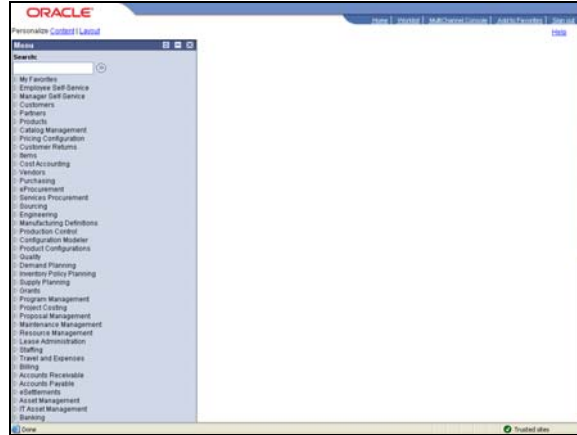 ORACLE
Home | Worklist | MultiChannel Console | Add to Favorites | Sign out
Personalize Content | Layout
Help
Menu
Search:
My Favorites
Employee Self-Service
Manager Self-Service
Customers
Partners
Products
Catalog Management
Pricing Configuration
Customer Returns
Items
Cost Accounting
Vendors
Purchasing
eProcurement
Services Procurement
Sourcing
Engineering
Manufacturing Definitions
Production Control
Configuration Modeler
Product Configurations
Quality
Demand Planning
Inventory Policy Planning
Supply Planning
Grants
Program Management
Project Costing
Proposal Management
Maintenance Management
Resource Management
Lease Administration
Staffing
Travel and Expenses
Billing
Accounts Receivable
Accounts Payable
eSettlements
Asset Management
IT Asset Management
Banking
Done
Trusted sites